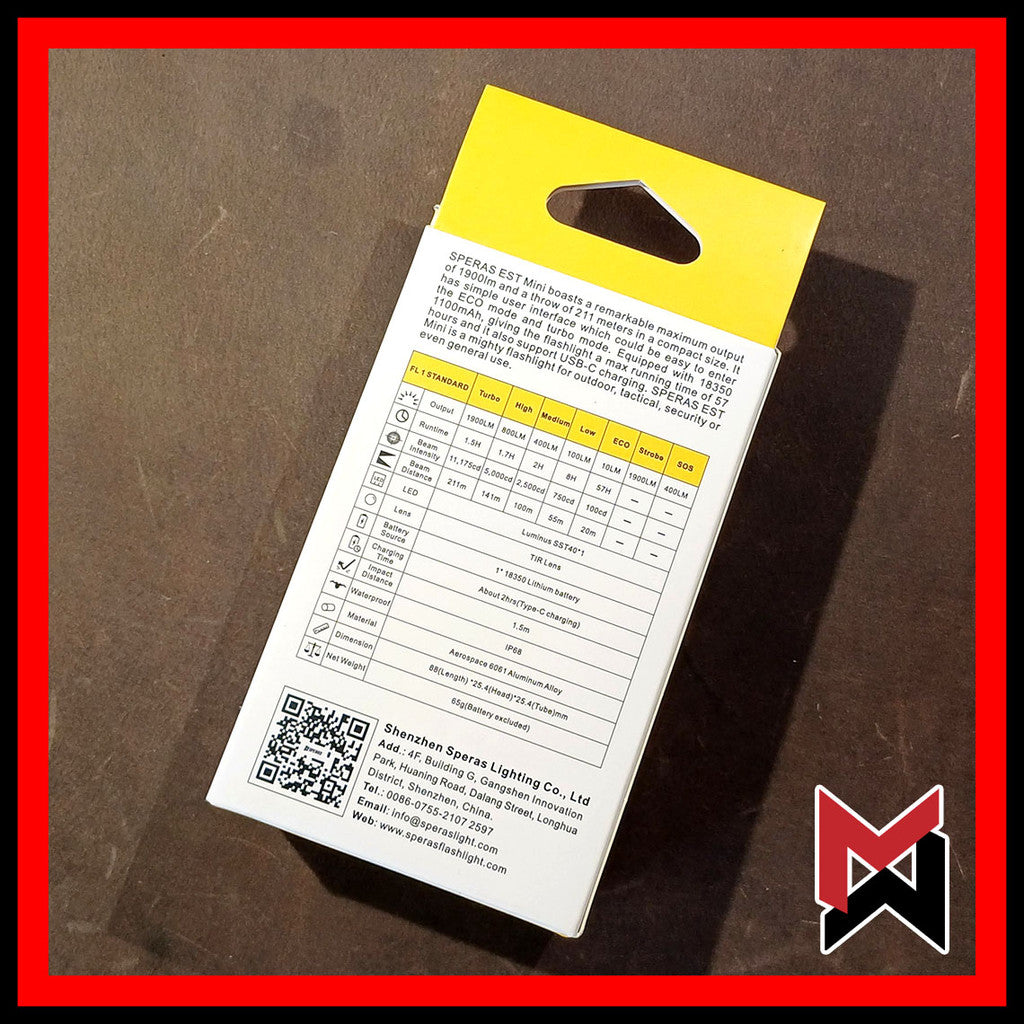 SPERAS EST Mini boasts a remarkable maximum output
of 1900lm and a throw of 211 meters in a compact size. It
has simple user interface which could be easy to enter
the ECO mode and turbo mode. Equipped with 18350
1100mAh, giving the flashlight a max running time of 57
hours and it also support USB-C charging. SPERAS EST
Mini is a mighty flashlight for outdoor, tactical, security or
even general use.
FL 1 STANDARD Turbo High Medium Low ECO Strobe SOS
Output 1900LM 800LM 400LM 100LM 10LM 1900LM 400LM
Runtime 1.5H 1.7H 2H 8H 57H — —
Beam Intensity 11,175cd 5,000cd 2,500cd 750cd 100cd — —
Beam Distance 211m 141m 100m 55m 20m — —
LED Luminus SST40*1
Lens TIR Lens
Battery Source 1* 18350 Lithium battery
Charging Time About 2hrs(Type-C charging)
Impact Distance 1.5m
Waterproof IP68
Material Aerospace 6061 Aluminum Alloy
Dimension 88(Length) *25.4(Head)*25.4(Tube)mm
Net Weight 65g(Battery excluded)
Shenzhen Speras Lighting Co., Ltd
Add.: 4F, Building G, Gangshen Innovation
Park, Huaning Road, Dalang Street, Longhua
District, Shenzhen, China.
Tel.: 0086-0755-2107 2597
Email: info@speraslight.com
Web: www.sperasflashlight.com